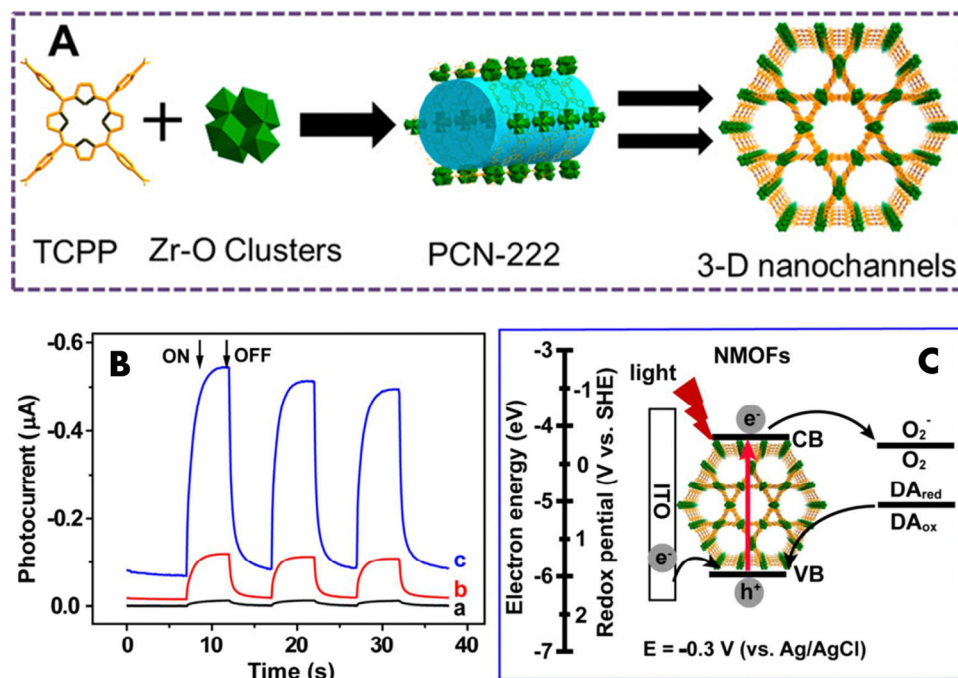 A
TCPP
+
Zr-O Clusters
PCN-222
3-D nanochannels
B
Photocurrent (μA)
-0.6
-0.4
-0.2
0.0
ON
OFF
c
b
a
0
10
20
30
40
Time (s)
C
Electron energy (eV)
-3
-4
-5
-6
-7
Redox pential (V vs. SHE)
-1
0
1
2
NMOFs
light
ITO
e-
e-
CB
VB
h+
O₂⁻
O₂
DAred
DAox
E = -0.3 V (vs. Ag/AgCl)